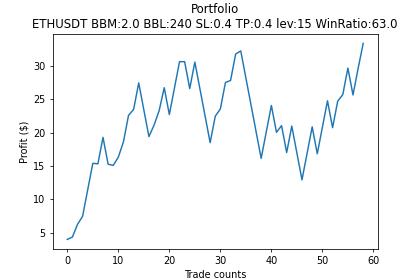 Portfolio
ETHUSDT BBM:2.0 BBL:240 SL:0.4 TP:0.4 lev:15 WinRatio:63.0
Profit ($)
30
25
20
15
10
5
0 10 20 30 40 50 60
Trade counts